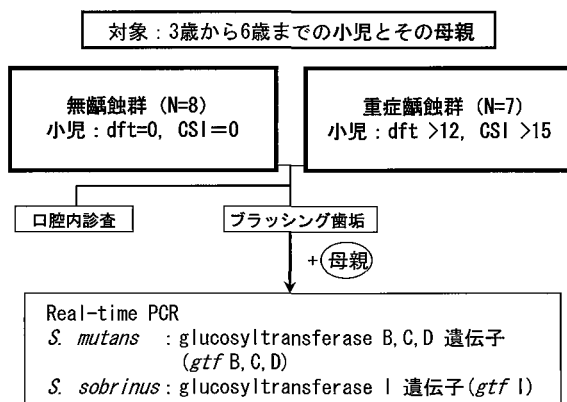 対象：3歳から6歳までの小児とその母親
無齲蝕群 (N=8)
小児：dft=0, CSI=0
重症齲蝕群 (N=7)
小児：dft >12, CSI >15
口腔内診査
ブラッシング歯垢
+母親
Real-time PCR
S. mutans ：glucosyltransferase B,C,D 遺伝子
(gtf B,C,D)
S. sobrinus：glucosyltransferase I 遺伝子(gtf I)